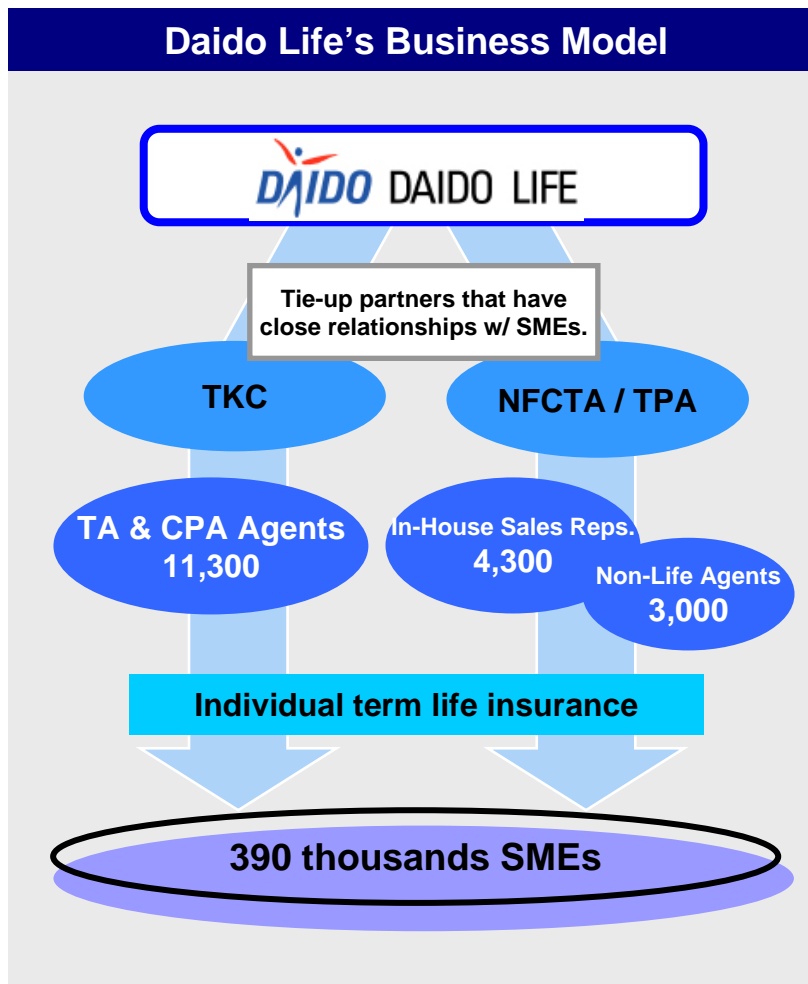 Daido Life’s Business Model
DAIDO DAIDO LIFE
Tie-up partners that have
close relationships w/ SMEs.
TKC
NFCTA / TPA
TA & CPA Agents
11,300
In-House Sales Reps.
4,300
Non-Life Agents
3,000
Individual term life insurance
390 thousands SMEs